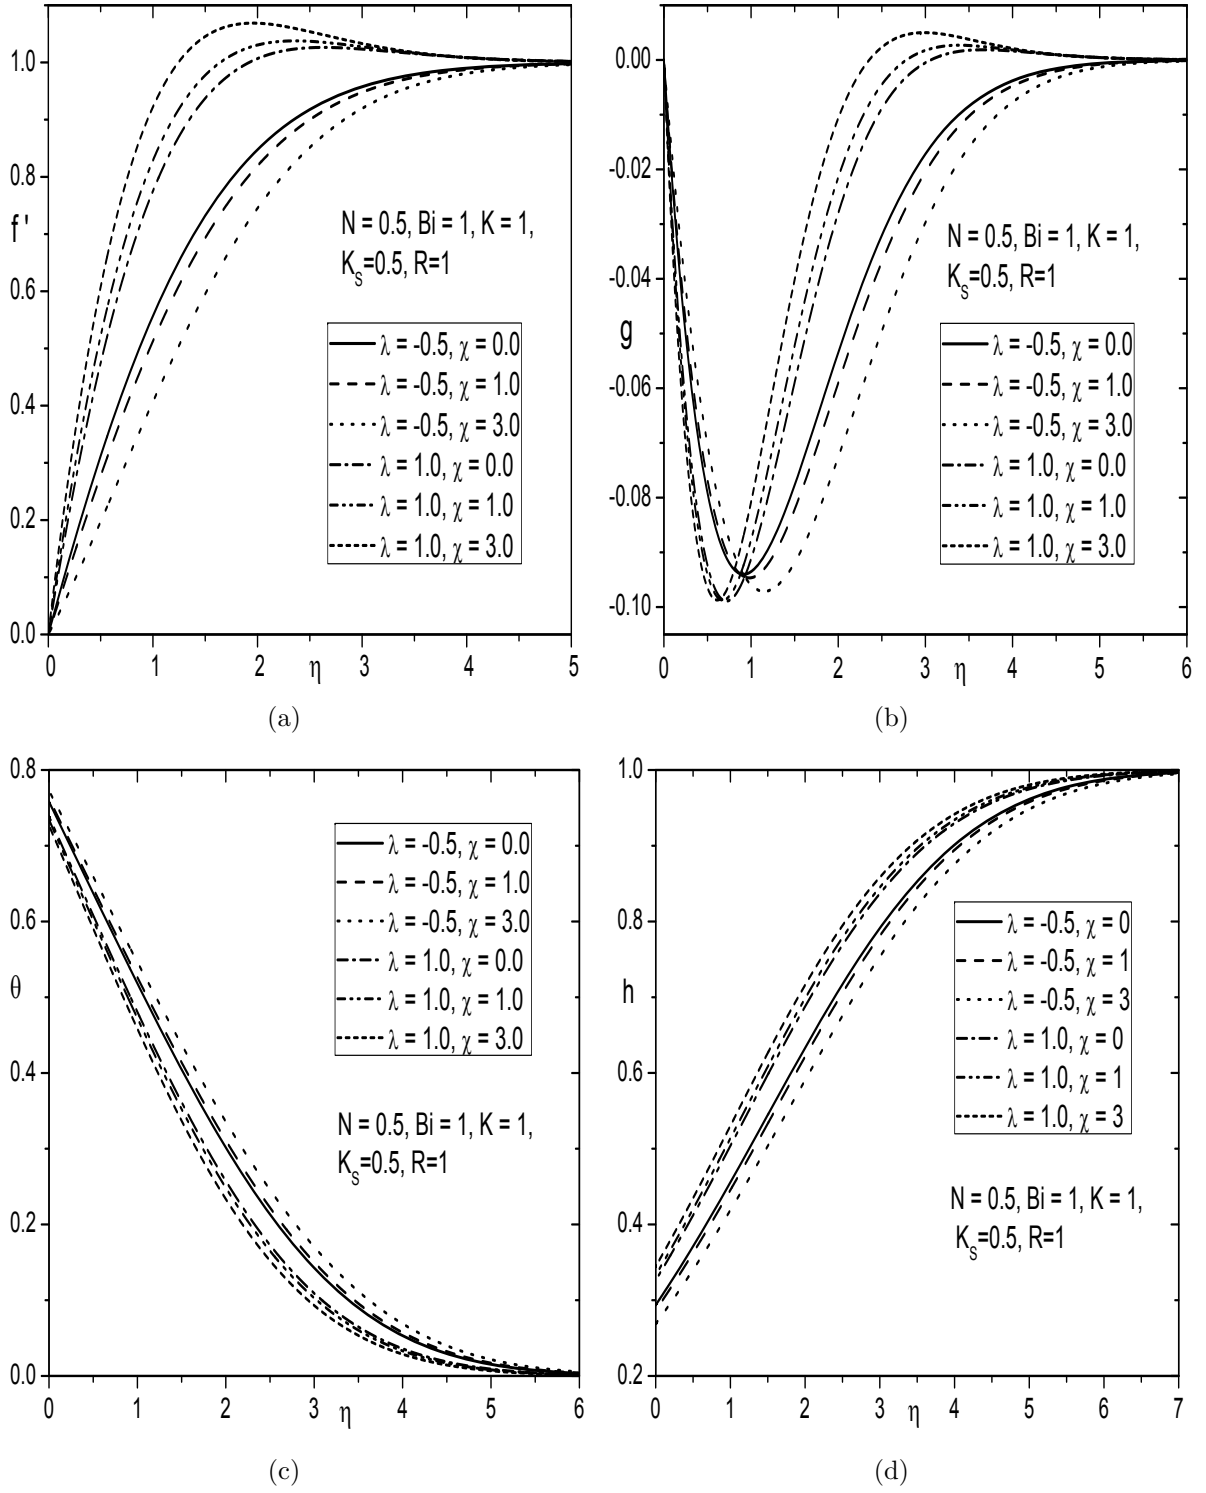 1.0
0.8
f'
0.6
0.4
0.2
0.0
N = 0.5, Bi = 1, K = 1,
K_s=0.5, R=1
λ = -0.5, χ = 0.0
λ = -0.5, χ = 1.0
λ = -0.5, χ = 3.0
λ = 1.0, χ = 0.0
λ = 1.0, χ = 1.0
λ = 1.0, χ = 3.0
0 1 2 η 3 4 5
(a)
0.00
-0.02
-0.04
g
-0.06
-0.08
-0.10
N = 0.5, Bi = 1, K = 1,
K_s=0.5, R=1
λ = -0.5, χ = 0.0
λ = -0.5, χ = 1.0
λ = -0.5, χ = 3.0
λ = 1.0, χ = 0.0
λ = 1.0, χ = 1.0
λ = 1.0, χ = 3.0
0 1 2 3 η 4 5 6
(b)
0.8
0.6
θ
0.4
0.2
0.0
λ = -0.5, χ = 0.0
λ = -0.5, χ = 1.0
λ = -0.5, χ = 3.0
λ = 1.0, χ = 0.0
λ = 1.0, χ = 1.0
λ = 1.0, χ = 3.0
N = 0.5, Bi = 1, K = 1,
K_s=0.5, R=1
0 1 2 3 η 4 5 6
(c)
1.0
0.8
h
0.6
0.4
0.2
λ = -0.5, χ = 0
λ = -0.5, χ = 1
λ = -0.5, χ = 3
λ = 1.0, χ = 0
λ = 1.0, χ = 1
λ = 1.0, χ = 3
N = 0.5, Bi = 1, K = 1,
K_s=0.5, R=1
0 1 2 3 η 4 5 6 7
(d)